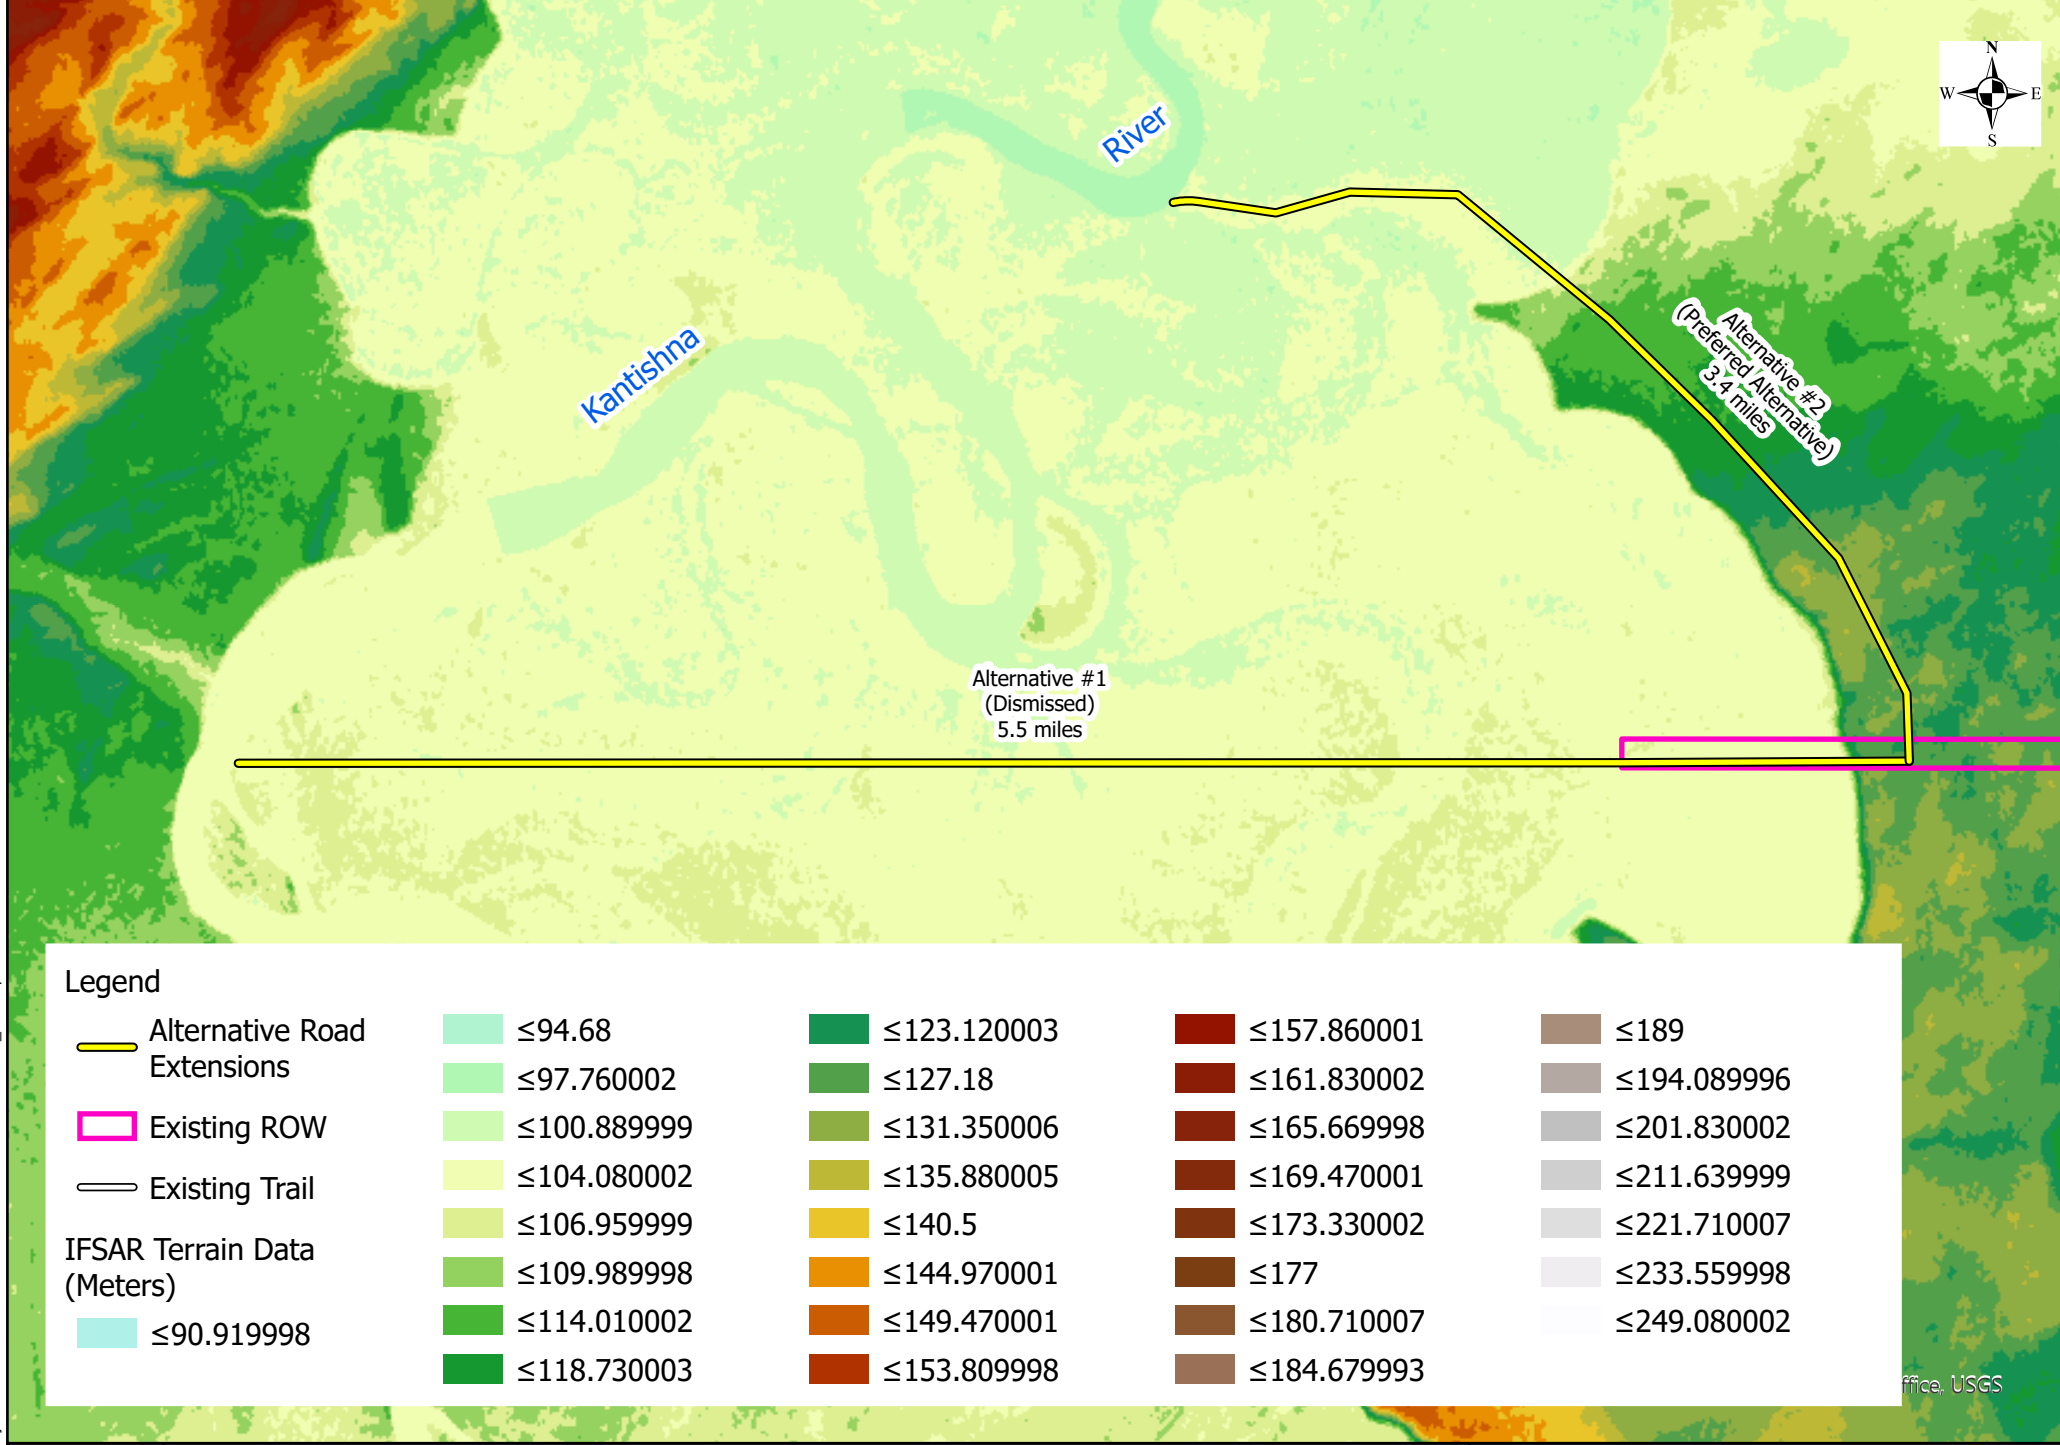 N
W E
S
River
Kantishna
Alternative #2
(Preferred Alternative)
3.4 miles
Alternative #1
(Dismissed)
5.5 miles
Legend
Alternative Road
Extensions
Existing ROW
Existing Trail
IFSAR Terrain Data
(Meters)
≤90.919998
≤94.68
≤97.760002
≤100.889999
≤104.080002
≤106.959999
≤109.989998
≤114.010002
≤118.730003
≤123.120003
≤127.18
≤131.350006
≤135.880005
≤140.5
≤144.970001
≤149.470001
≤153.809998
≤157.860001
≤161.830002
≤165.669998
≤169.470001
≤173.330002
≤177
≤180.710007
≤184.679993
≤189
≤194.089996
≤201.830002
≤211.639999
≤221.710007
≤233.559998
≤249.080002
ffice, USGS